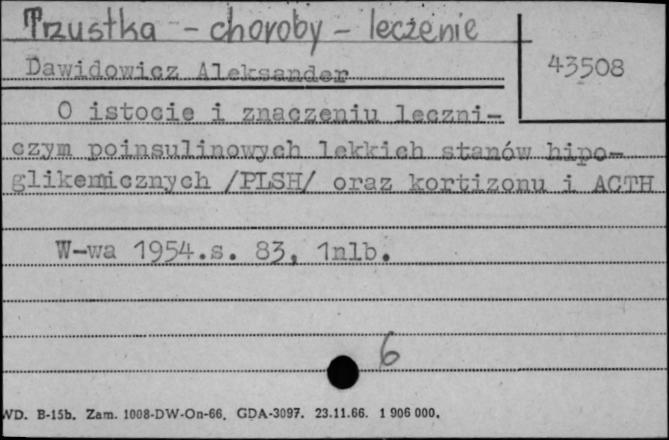 Trzustka - choroby - leczenie
Dawidowicz Aleksander
43508
O istocie i znaczeniu leczni-
czym poinsulinowych lekkich stanów hipo-
glikemicznych /PLSH/ oraz kortizonu i ACTH
W-wa 1954.s. 83, 1nlb.
6
WD. B-15b. Zam. 1008-DW-On-66. GDA-3097. 23.11.66. 1 906 000.